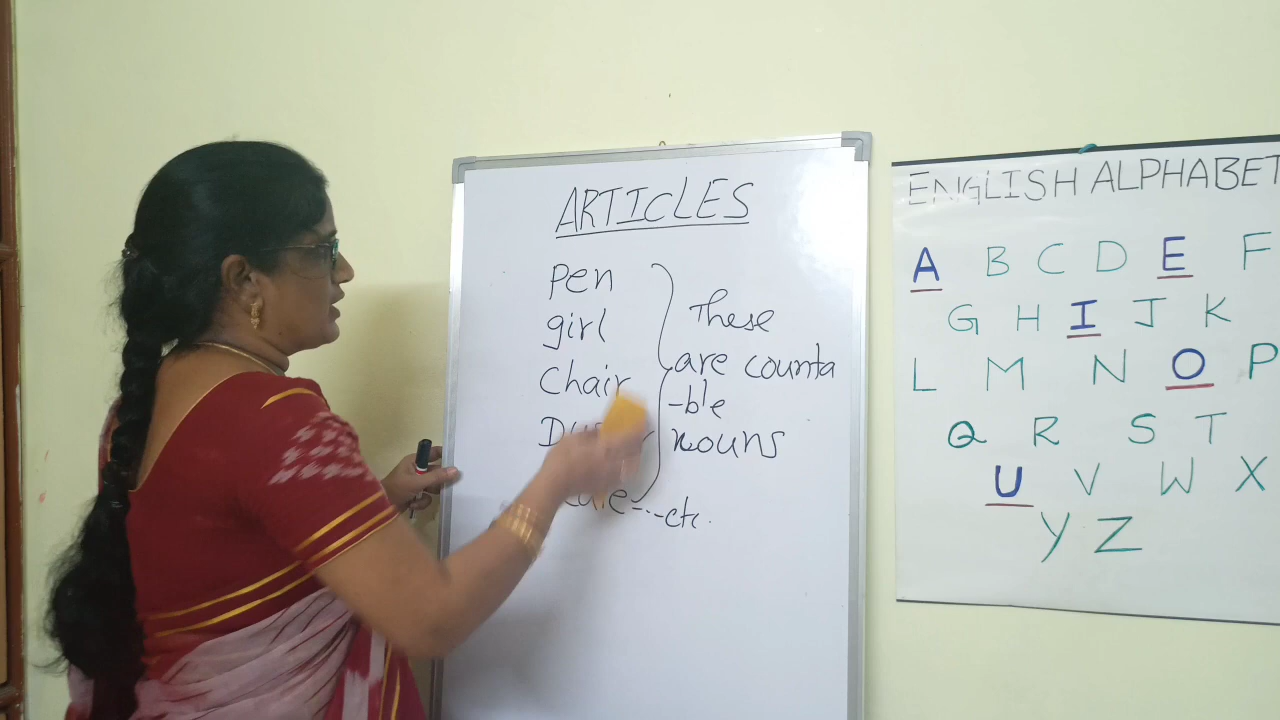 ARTICLES
pen
girl
Chair
These
are counta
-ble
nouns
---etc.
ENGLISH ALPHABET
A B C D E F
G H I J K
L M N O P
Q R S T
U V W X
Y Z